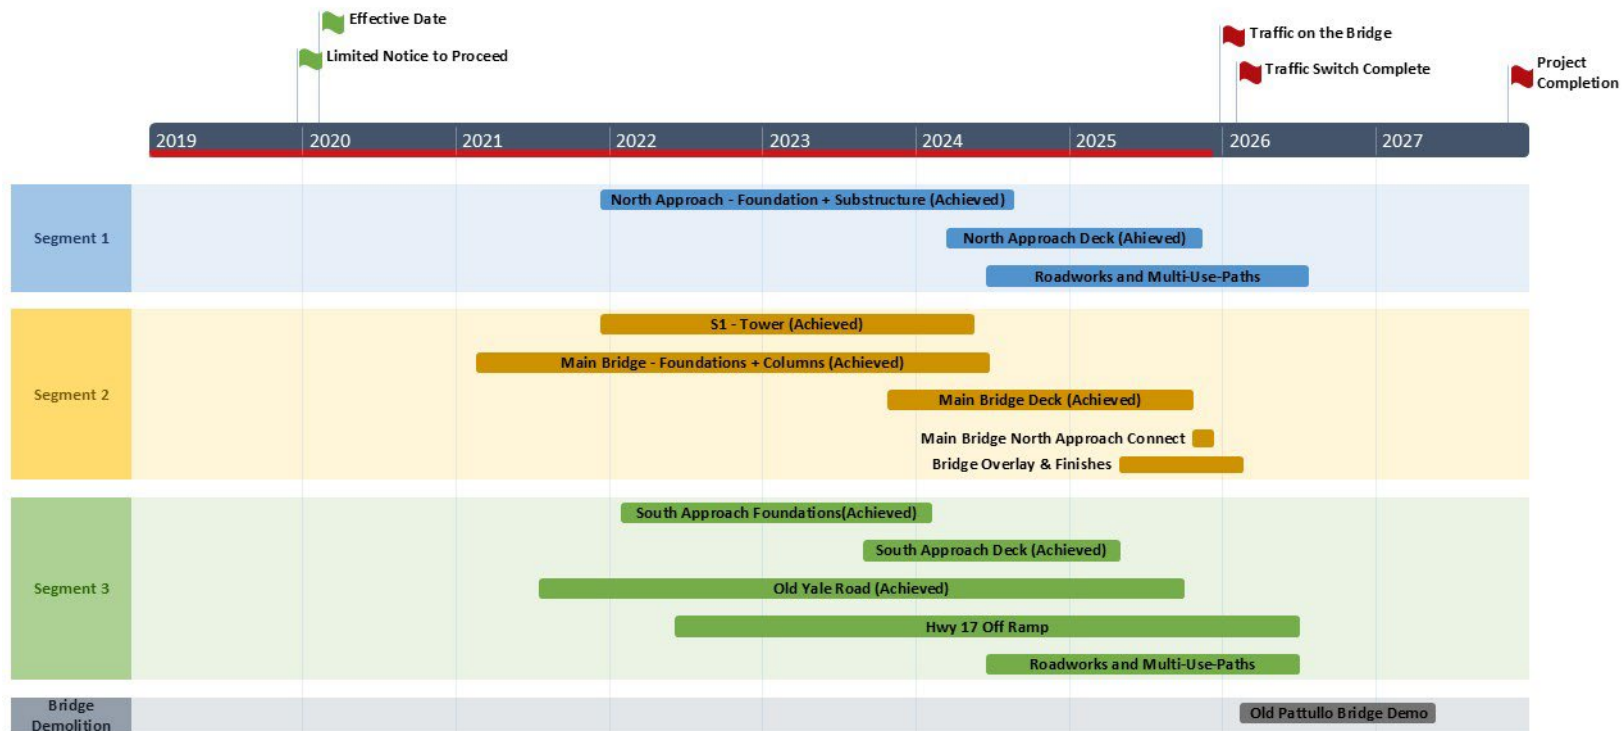 Effective Date
Limited Notice to Proceed
Traffic on the Bridge
Traffic Switch Complete
Project
Completion
2019 2020 2021 2022 2023 2024 2025 2026 2027
Segment 1
North Approach - Foundation + Substructure (Achieved)
North Approach Deck (Ahieved)
Roadworks and Multi-Use-Paths
Segment 2
S1 - Tower (Achieved)
Main Bridge - Foundations + Columns (Achieved)
Main Bridge Deck (Achieved)
Main Bridge North Approach Connect
Bridge Overlay & Finishes
Segment 3
South Approach Foundations(Achieved)
South Approach Deck (Achieved)
Old Yale Road (Achieved)
Hwy 17 Off Ramp
Roadworks and Multi-Use-Paths
Bridge
Demolition
Old Pattullo Bridge Demo